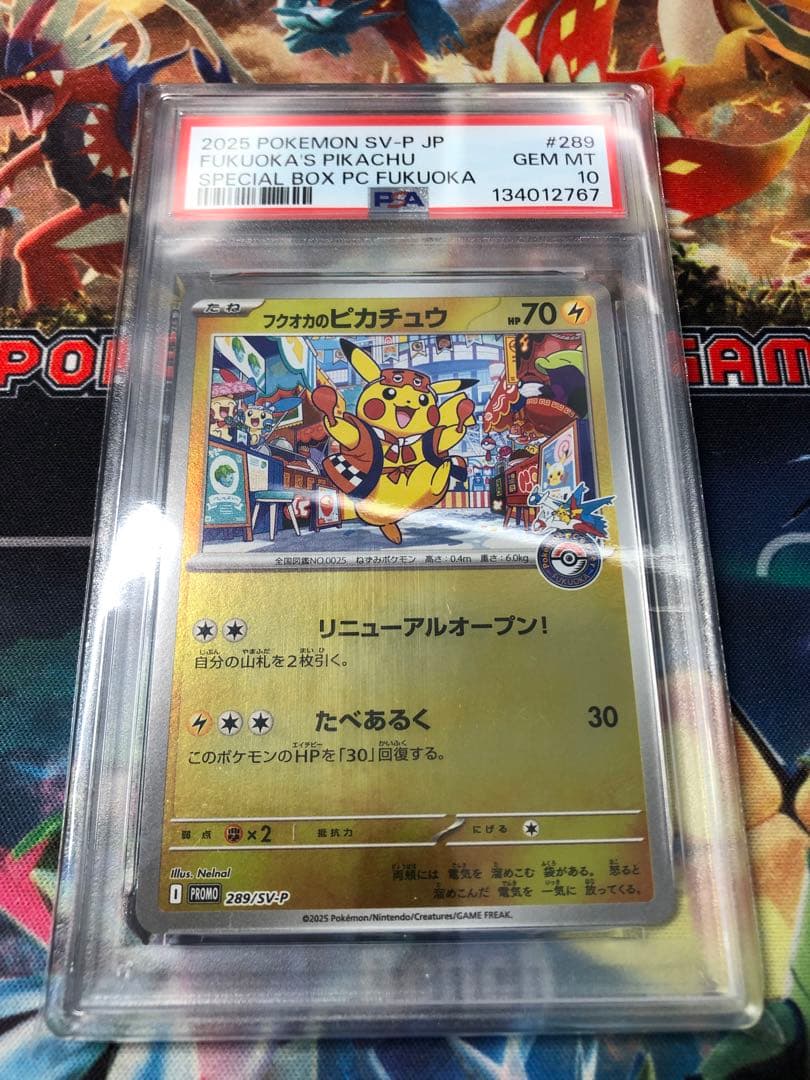 2025 POKEMON SV-P JP #289
FUKUOKA'S PIKACHU GEM MT
SPECIAL BOX PC FUKUOKA 10
PSA 134012767
たね
フクオカのピカチュウ HP70
全国図鑑NO.0025 ねずみポケモン 高さ:0.4m 重さ:6.0kg
FUKUOKA
リニューアルオープン!
自分の山札を2枚引く。
たべあるく 30
このポケモンのHPを「30」回復する。
弱点 ×2 抵抗力 にげる
Illus. Nelnal
両頬には 電気を 溜めこむ 袋がある。 怒ると
溜めこんだ 電気を 一気に 放ってくる。
I PROMO 289/SV-P
©2025 Pokémon/Nintendo/Creatures/GAME FREAK.
PO
GAM
Bench